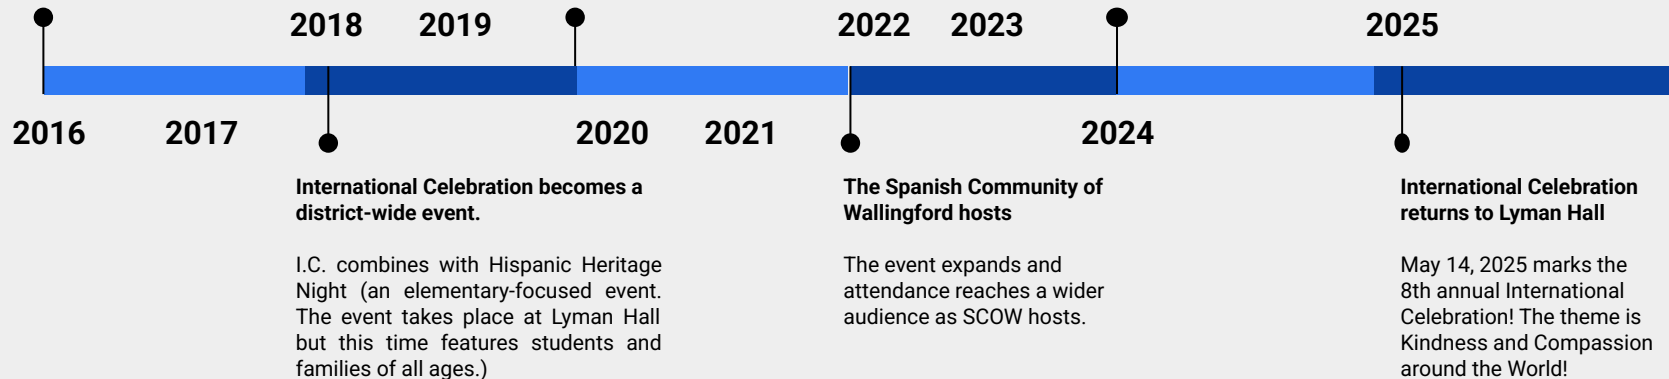 2018 2019 2022 2023 2025
2016 2017 2020 2021 2024
International Celebration becomes a
district-wide event.
I.C. combines with Hispanic Heritage
Night (an elementary-focused event.
The event takes place at Lyman Hall
but this time features students and
families of all ages.)
The Spanish Community of
Wallingford hosts
The event expands and
attendance reaches a wider
audience as SCOW hosts.
International Celebration
returns to Lyman Hall
May 14, 2025 marks the
8th annual International
Celebration! The theme is
Kindness and Compassion
around the World!